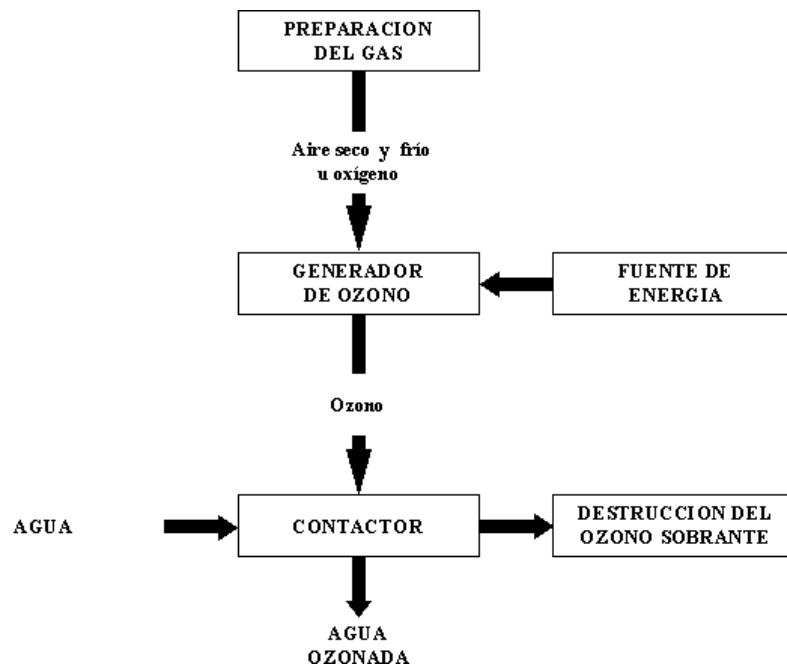 PREPARACION
DEL GAS
Aire seco y frío
u oxígeno
GENERADOR
DE OZONO
FUENTE DE
ENERGIA
Ozono
AGUA
CONTACTOR
DESTRUCCION DEL
OZONO SOBRANTE
AGUA
OZONADA